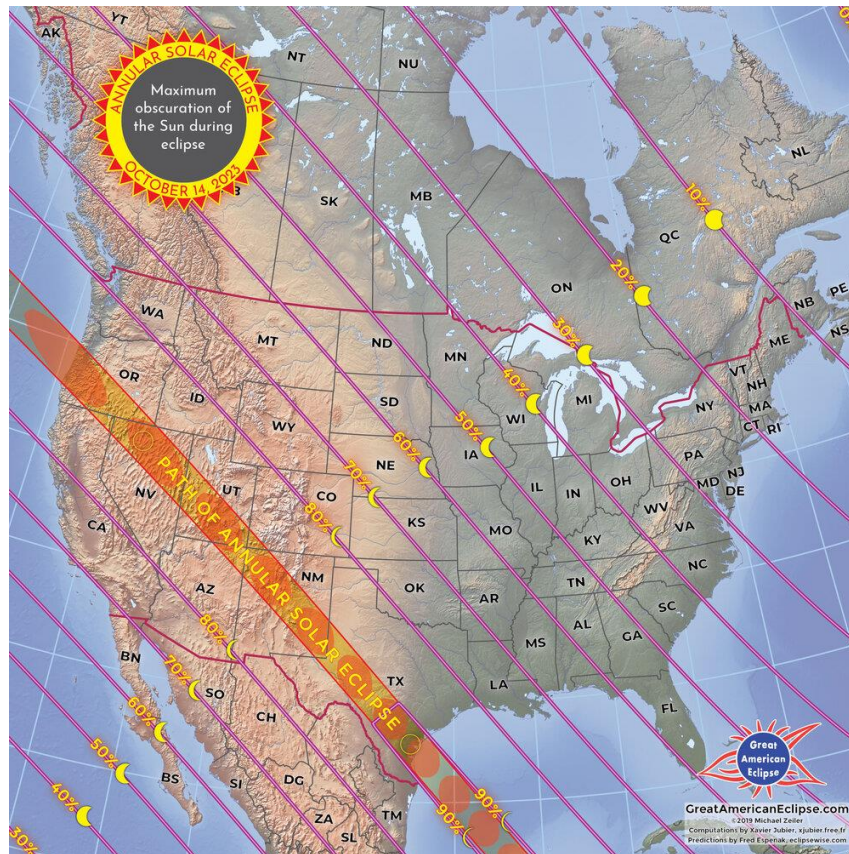 ANNULAR SOLAR ECLIPSE
Maximum
obscuration of
the Sun during
eclipse
OCTOBER 14, 2023
AK
YT
NT
NU
NL
SK
MB
QC
ON
10%
20%
30%
40%
50%
60%
70%
80%
NB
PE
NS
ME
WA
MT
ND
MN
OR
ID
WY
SD
WI
MI
VT
NH
MA
CT
RI
NY
PA
NJ
MD
DE
NE
IA
IL
IN
OH
WV
VA
NV
UT
CO
KS
MO
KY
NC
CA
AZ
NM
OK
AR
TN
SC
MS
AL
GA
TX
LA
FL
PATH OF ANNULAR SOLAR ECLIPSE
BN
SO
CH
BS
SI
DG
ZA
SL
TM
80%
70%
60%
50%
40%
30%
90%
90%
Great
American
Eclipse
GreatAmericanEclipse.com
©2019 Michael Zeiler
Computations by Xavier Jubier, xjubier.free.fr
Predictions by Fred Espenak, eclipsewise.com